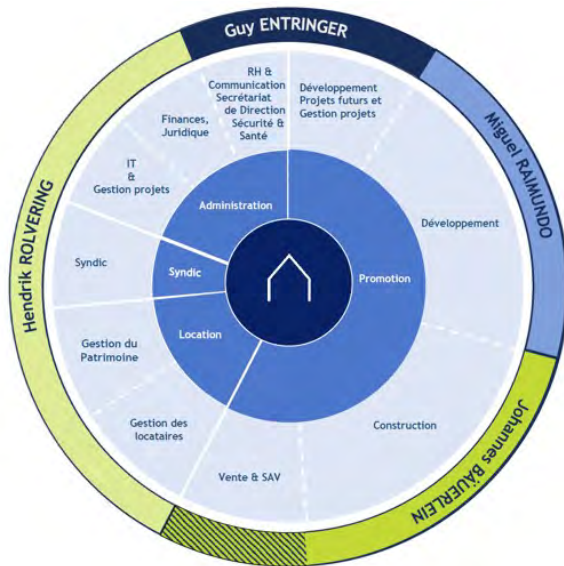 Guy ENTRINGER
Miguel RAIMUNDO
Johannes BÄUERLEIN
Hendrik ROLVERING
RH &
Communication
Secrétariat
de Direction
Sécurité &
Santé
Développement
Projets futurs et
Gestion projets
Finances,
Juridique
IT
&
Gestion projets
Administration
Développement
Syndic
Syndic
Promotion
Location
Gestion du
Patrimoine
Gestion des
locataires
Construction
Vente & SAV